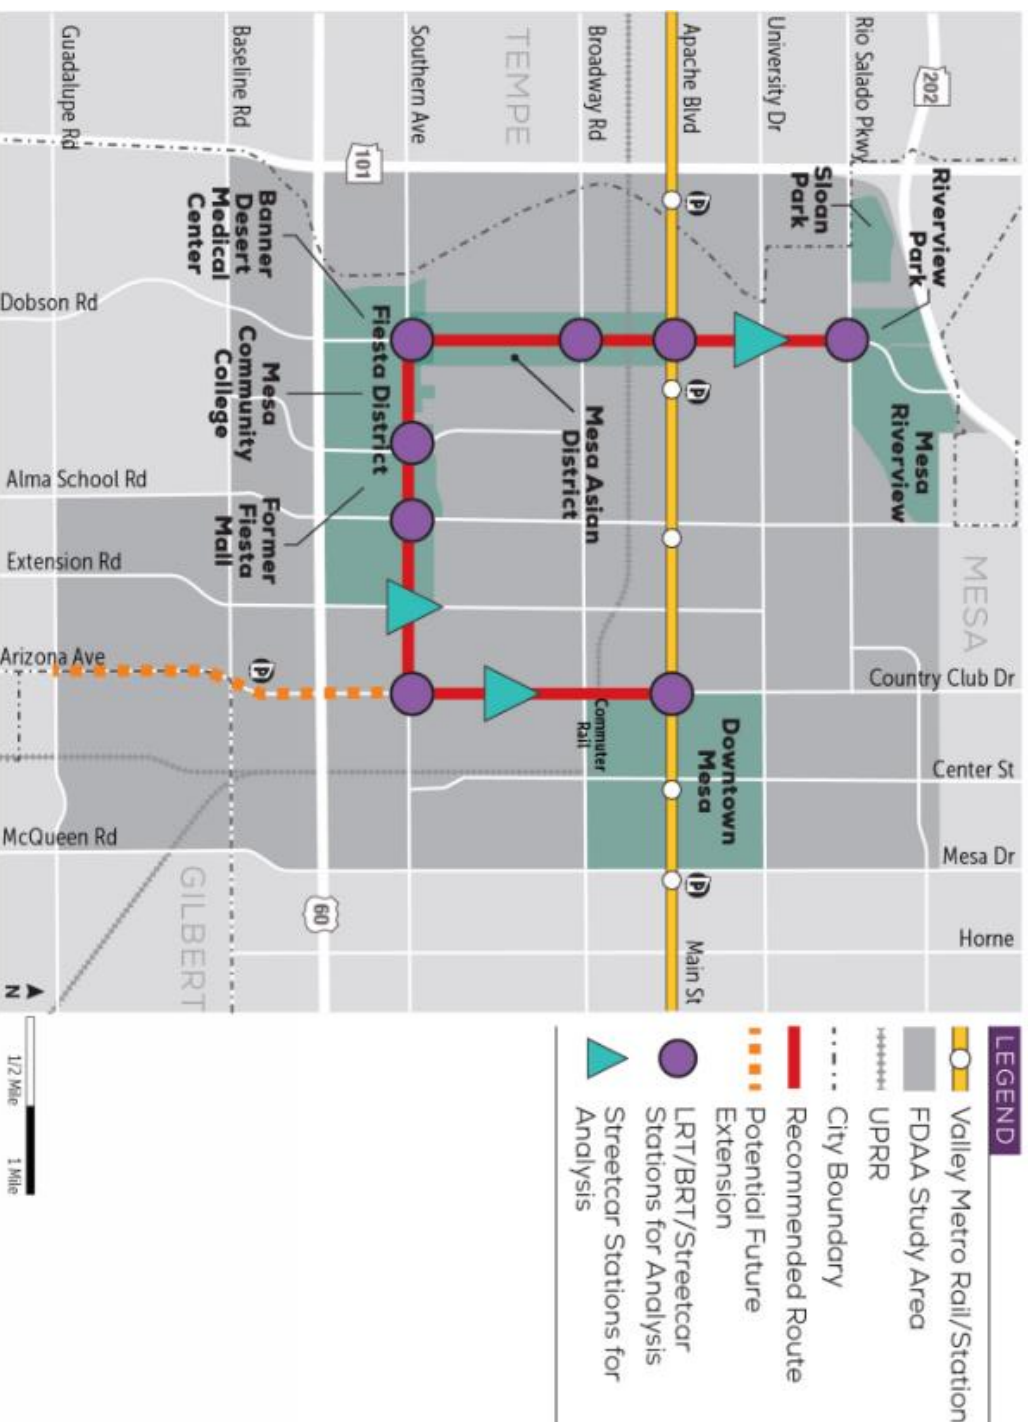 202
Riverview
Park
Rio Salado Pkwy
Sloan
Park
Mesa
Riverview
MESA
University Dr
Apache Blvd
P
P
P
Main St
Downtown
Mesa
Broadway Rd
TEMPE
Mesa Asian
District
Commuter
Rail
Southern Ave
Fiesta District
101
60
Banner
Desert
Medical
Center
Mesa
Community
College
Former
Fiesta
Mall
Baseline Rd
P
GILBERT
Guadalupe Rd
Dobson Rd
Alma School Rd
Extension Rd
Arizona Ave
McQueen Rd
Country Club Dr
Center St
Mesa Dr
Horne
N
1/2 Mile
1 Mile
LEGEND
Valley Metro Rail/Station
FDAA Study Area
UPRR
City Boundary
Recommended Route
Potential Future
Extension
LRT/BRT/Streetcar
Stations for Analysis
Streetcar Stations for
Analysis